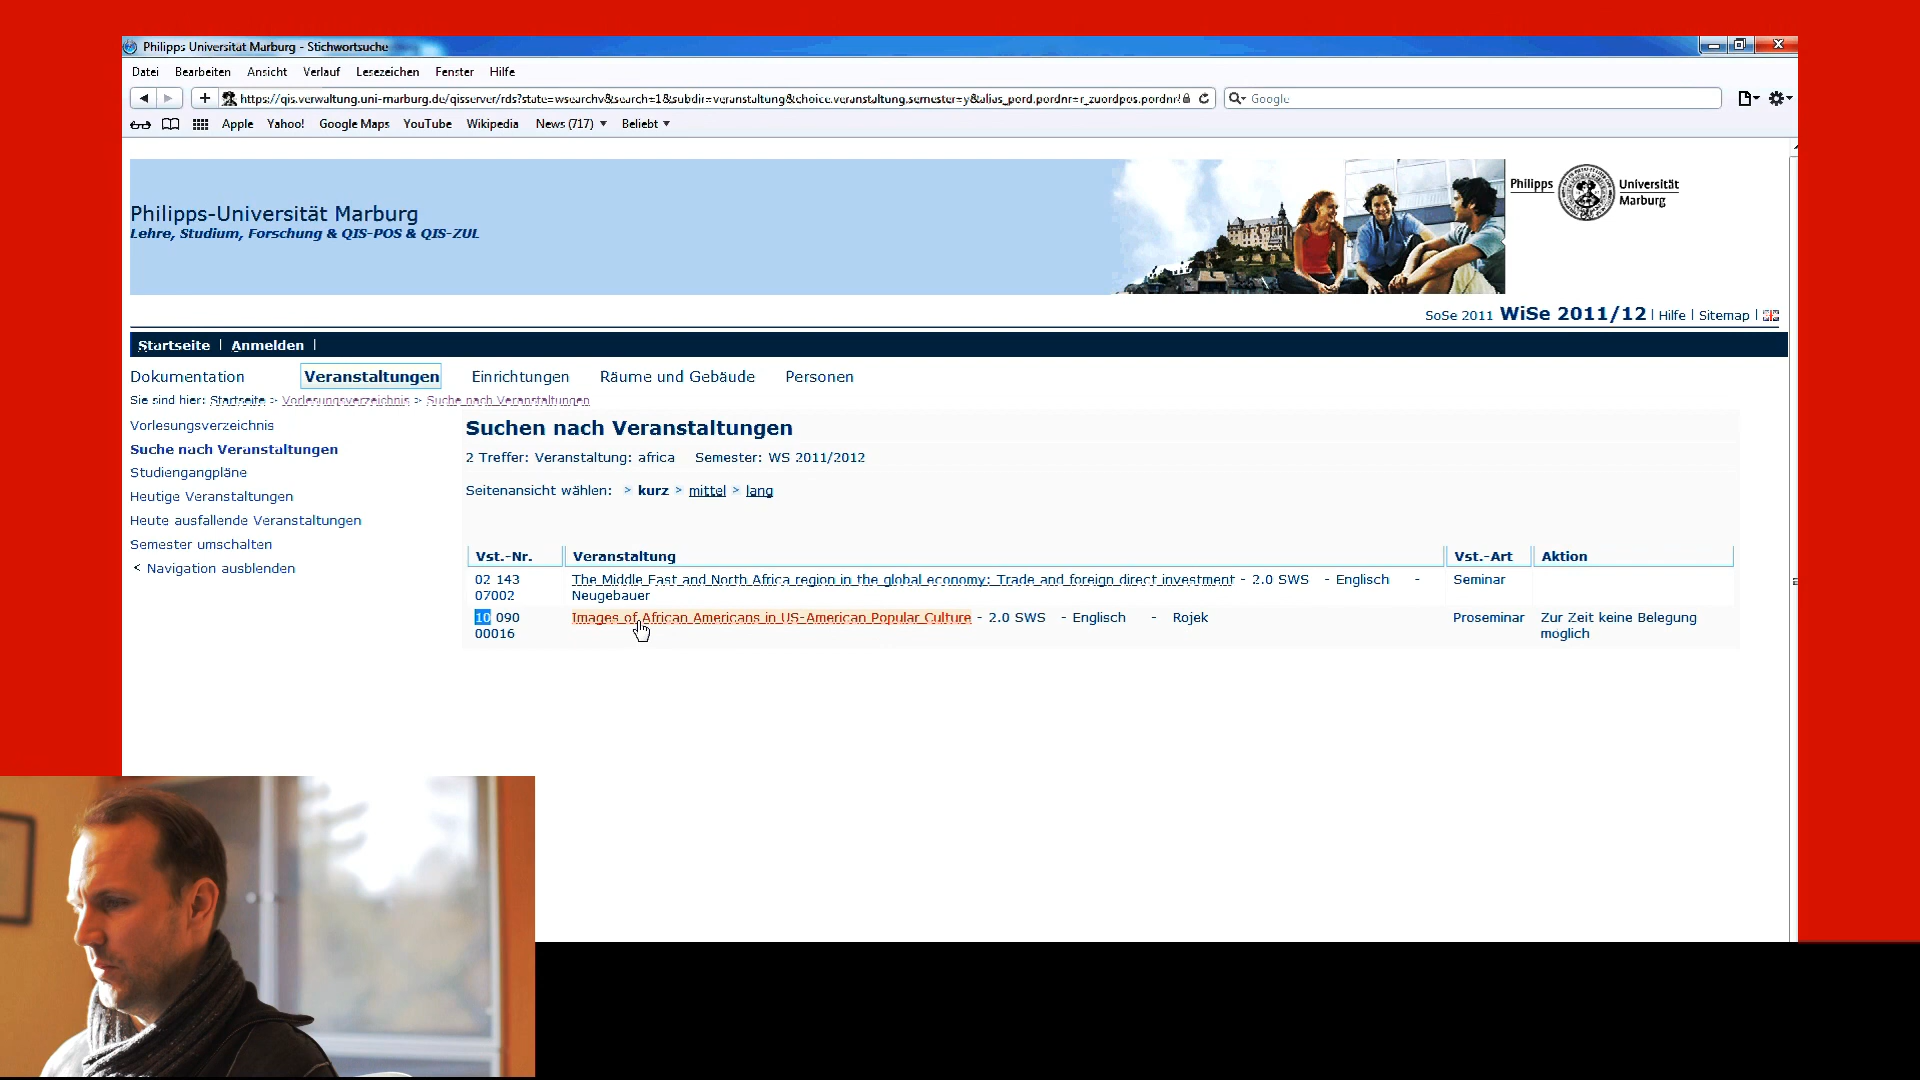 Philipps Universitat Marburg - Stichwortsuche
Datei Bearbeiten Ansicht Verlauf Lesezeichen Fenster Hilfe
https://qis.verwaltung.uni-marburg.de/qisserver/rds?state=wsearchv&search=1&subdir=veranstaltung&choice.veranstaltung.semester=y&alias_pord.pordnr=r_zuordpos.pordnr& Google
Apple Yahoo! Google Maps YouTube Wikipedia News (717) Beliebt
Philipps-Universität Marburg
Lehre, Studium, Forschung & QIS-POS & QIS-ZUL
Philipps Universität
Marburg
SoSe 2011 WiSe 2011/12 | Hilfe | Sitemap |
Startseite | Anmelden |
Dokumentation Veranstaltungen Einrichtungen Räume und Gebäude Personen
Sie sind hier: Startseite > Vorlesungsverzeichnis > Suche nach Veranstaltungen
Vorlesungsverzeichnis
Suche nach Veranstaltungen
Studiengangpläne
Heutige Veranstaltungen
Heute ausfallende Veranstaltungen
Semester umschalten
< Navigation ausblenden
Suchen nach Veranstaltungen
2 Treffer: Veranstaltung: africa Semester: WS 2011/2012
Seitenansicht wählen: > kurz > mittel > lang
Vst.-Nr. Veranstaltung Vst.-Art Aktion
02 143 The Middle East and North Africa region in the global economy: Trade and foreign direct investment - 2.0 SWS - Englisch - Seminar
07002 Neugebauer
10 090 Images of African Americans in US-American Popular Culture - 2.0 SWS - Englisch - Rojek Proseminar Zur Zeit keine Belegung
00016 möglich